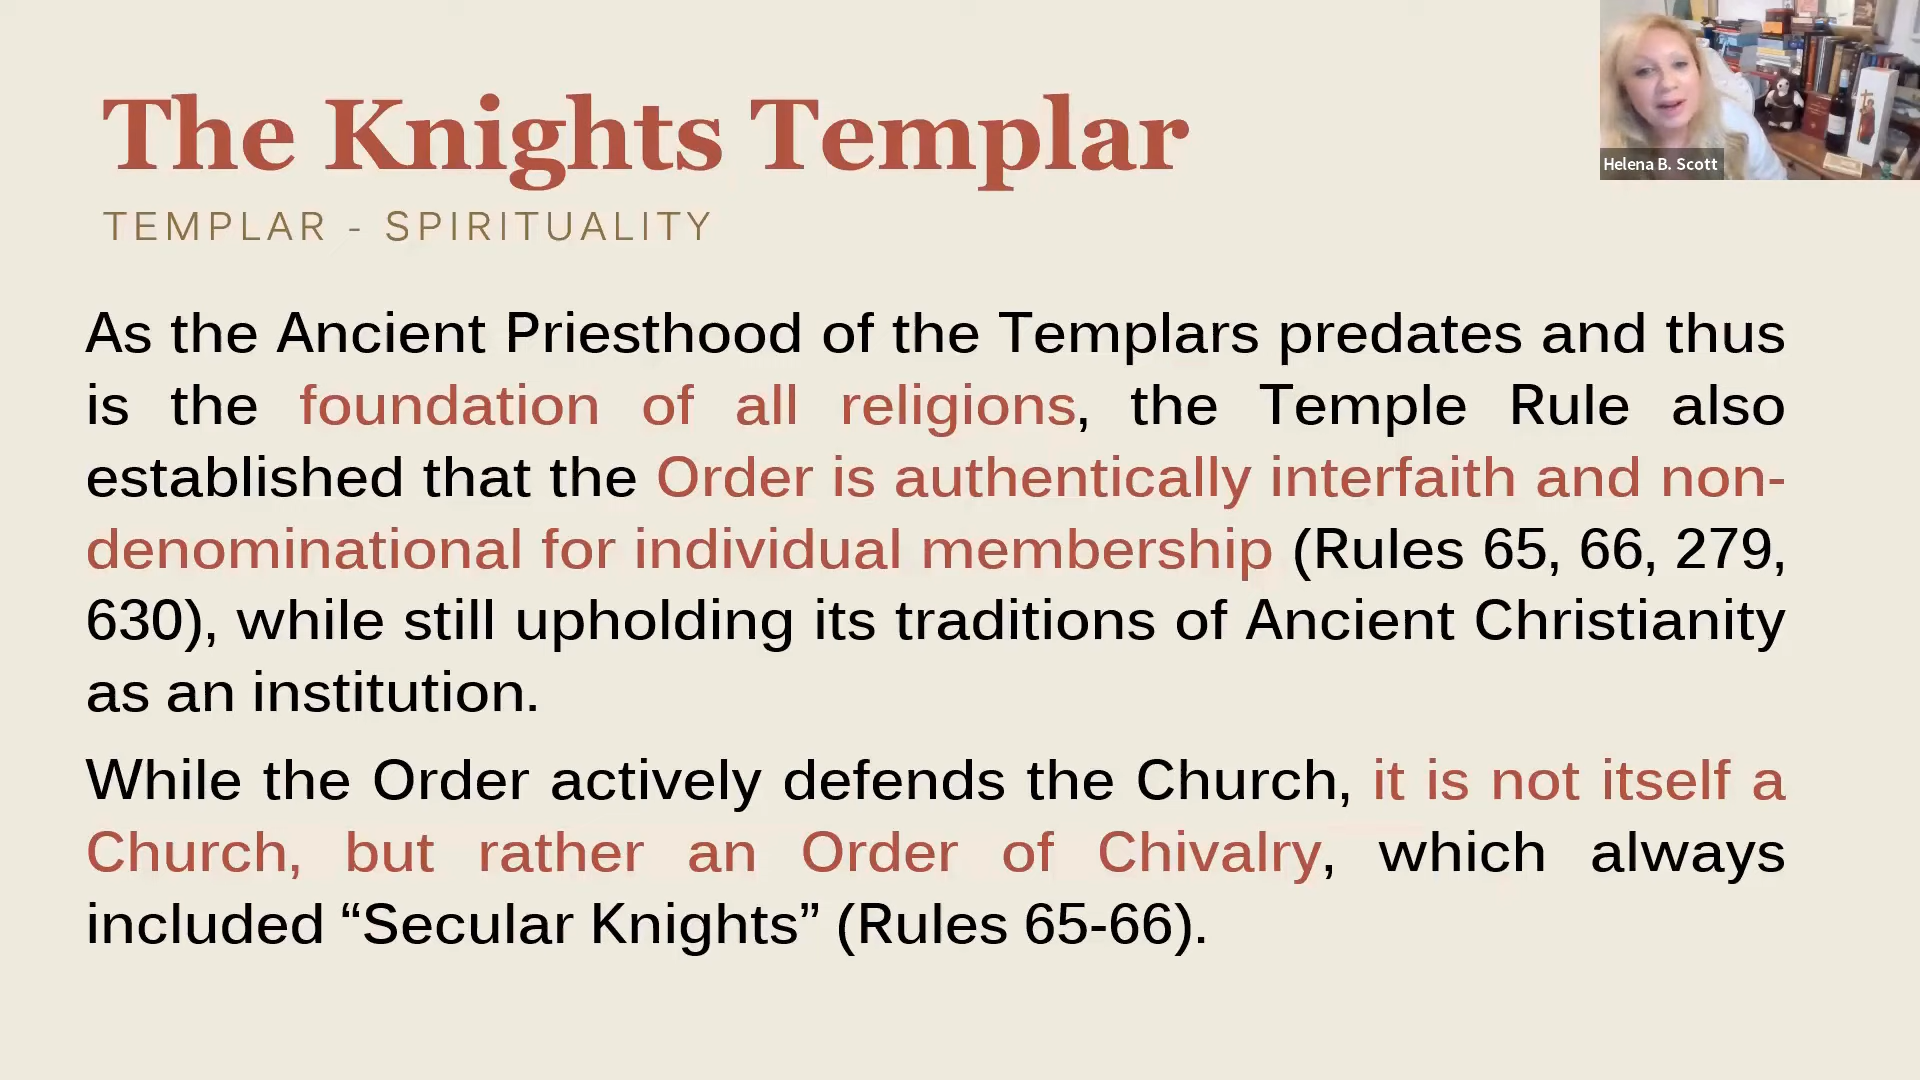 The Knights Templar
TEMPLAR - SPIRITUALITY
Helena B. Scott
As the Ancient Priesthood of the Templars predates and thus
is the foundation of all religions, the Temple Rule also
established that the Order is authentically interfaith and non-
denominational for individual membership (Rules 65, 66, 279,
630), while still upholding its traditions of Ancient Christianity
as an institution.
While the Order actively defends the Church, it is not itself a
Church, but rather an Order of Chivalry, which always
included “Secular Knights” (Rules 65-66).